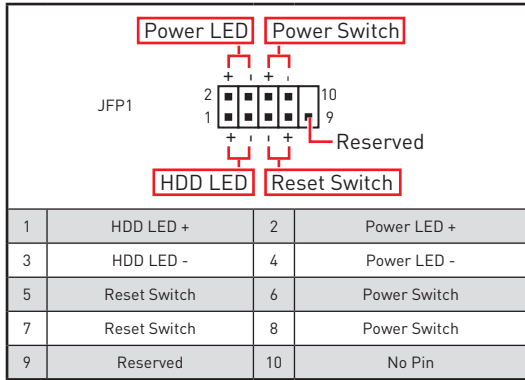 Power LED Power Switch
+ - + -
JFP1
2 10
1 9
+ - - +
Reserved
HDD LED Reset Switch
1 HDD LED + 2 Power LED +
3 HDD LED - 4 Power LED -
5 Reset Switch 6 Power Switch
7 Reset Switch 8 Power Switch
9 Reserved 10 No Pin